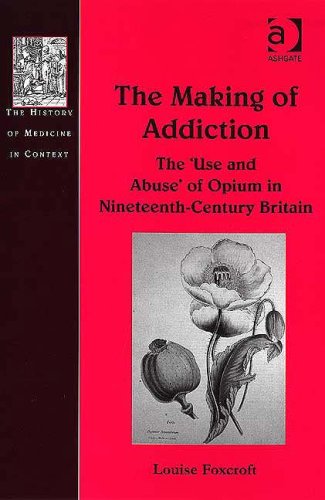 ASHGATE
THE HISTORY
OF MEDICINE
IN CONTEXT
The Making of
Addiction
The 'Use and
Abuse' of Opium in
Nineteenth-Century Britain
Louise Foxcroft